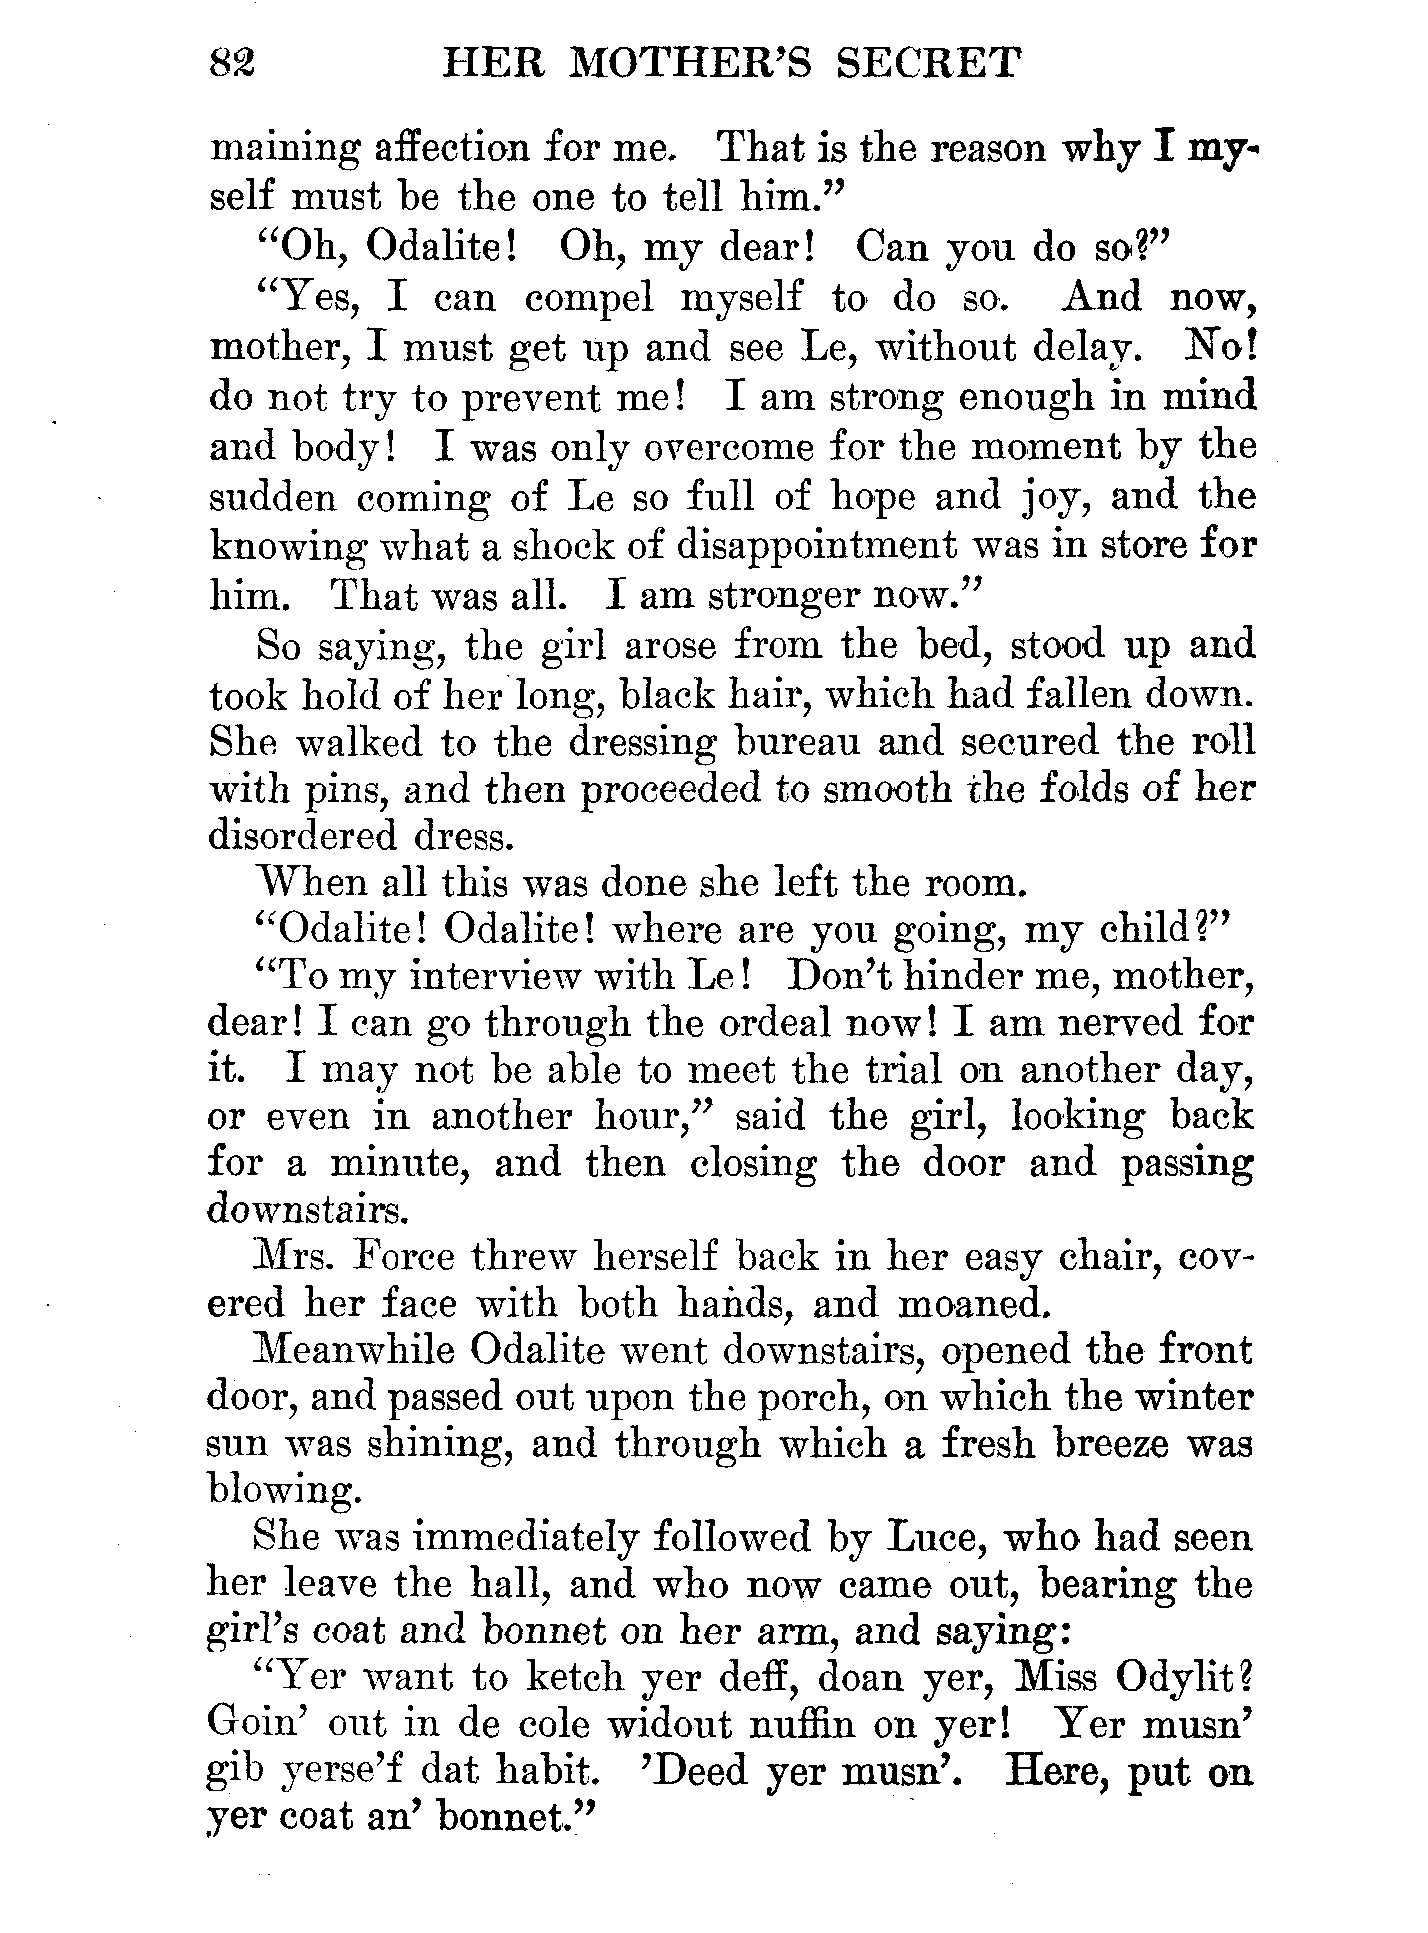 82 HER MOTHER'S SECRET
maining affection for me. That is the reason why I my-
self must be the one to tell him."
"Oh, Odalite! Oh, my dear! Can you do so?"
"Yes, I can compel myself to do so. And now,
mother, I must get up and see Le, without delay. No!
do not try to prevent me! I am strong enough in mind
and body! I was only overcome for the moment by the
sudden coming of Le so full of hope and joy, and the
knowing what a shock of disappointment was in store for
him. That was all. I am stronger now."
So saying, the girl arose from the bed, stood up and
took hold of her long, black hair, which had fallen down.
She walked to the dressing bureau and secured the roll
with pins, and then proceeded to smooth the folds of her
disordered dress.
When all this was done she left the room.
"Odalite! Odalite! where are you going, my child?"
"To my interview with Le! Don't hinder me, mother,
dear! I can go through the ordeal now! I am nerved for
it. I may not be able to meet the trial on another day,
or even in another hour," said the girl, looking back
for a minute, and then closing the door and passing
downstairs.
Mrs. Force threw herself back in her easy chair, cov-
ered her face with both hands, and moaned.
Meanwhile Odalite went downstairs, opened the front
door, and passed out upon the porch, on which the winter
sun was shining, and through which a fresh breeze was
blowing.
She was immediately followed by Luce, who had seen
her leave the hall, and who now came out, bearing the
girl's coat and bonnet on her arm, and saying:
"Yer want to ketch yer deff, doan yer, Miss Odylit?
Goin' out in de cole widout nuffin on yer! Yer musn'
gib yerse'f dat habit. 'Deed yer musn'. Here, put on
yer coat an' bonnet."